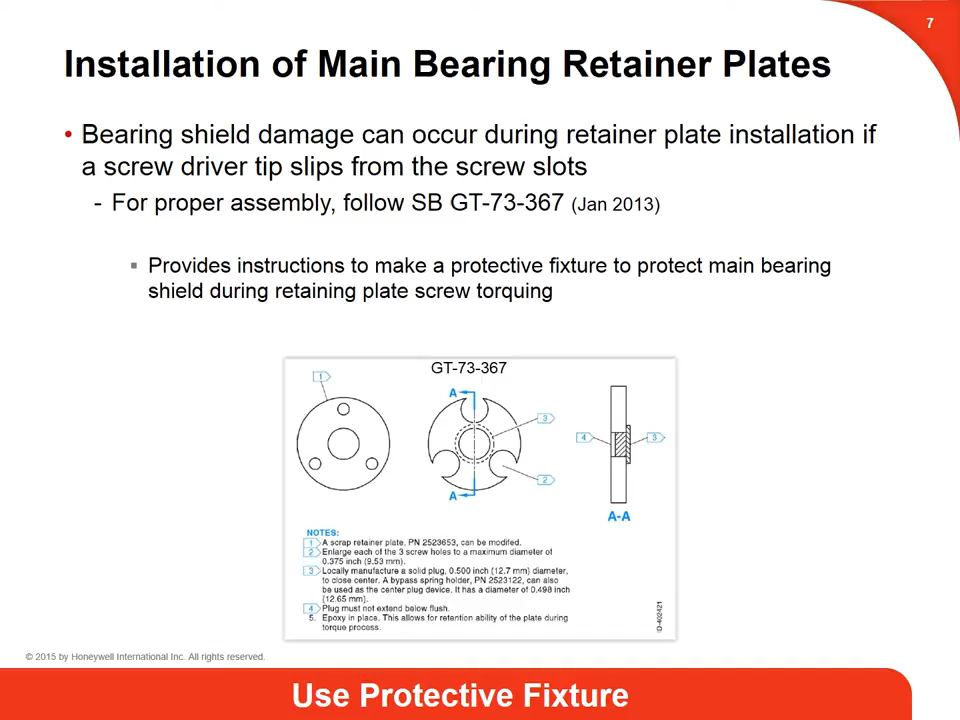 7
Installation of Main Bearing Retainer Plates
• Bearing shield damage can occur during retainer plate installation if
a screw driver tip slips from the screw slots
- For proper assembly, follow SB GT-73-367 (Jan 2013)
▪ Provides instructions to make a protective fixture to protect main bearing
shield during retaining plate screw torquing
GT-73-367
1
A
3
4
3
2
A
A-A
NOTES:
1 A scrap retainer plate, PN 2523653, can be modifed.
2 Enlarge each of the 3 screw holes to a maximum diameter of
0.375 inch (9.53 mm).
3 Locally manufacture a solid plug, 0.500 inch (12.7 mm) diameter,
to close center. A bypass spring holder, PN 2523122, can also
be used as the center plug device. It has a diameter of 0.498 inch
(12.65 mm).
4 Plug must not extend below flush.
5. Epoxy in place. This allows for retention ability of the plate during
torque process.
ID-402421
© 2015 by Honeywell International Inc. All rights reserved.
Use Protective Fixture